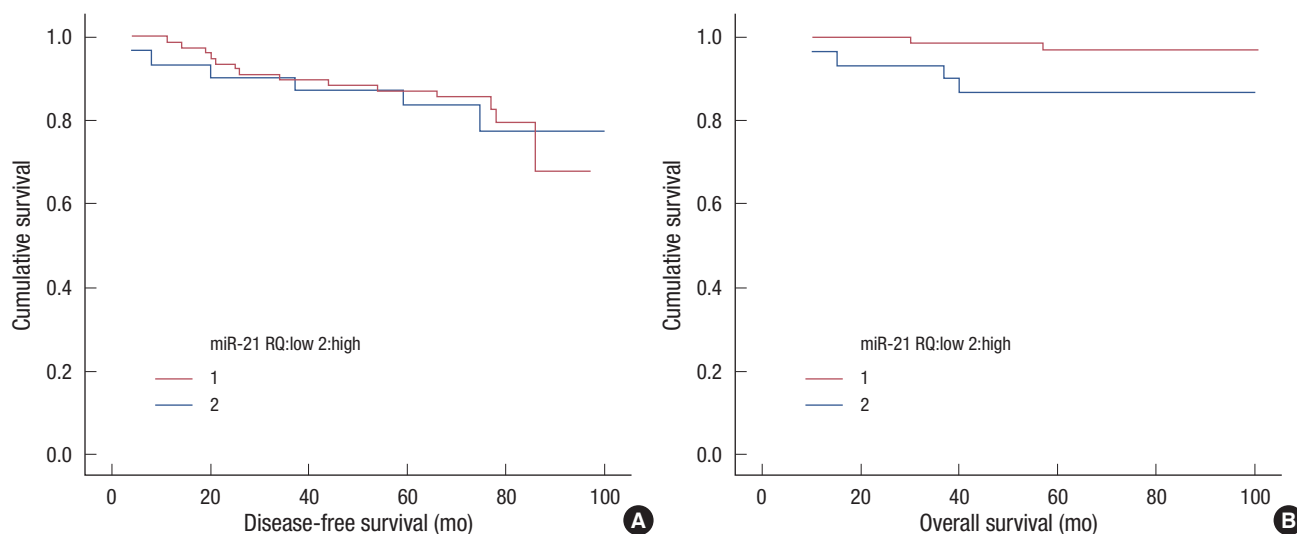 1.0
0.8
0.6
0.4
0.2
0.0
Cumulative survival
miR-21 RQ:low 2:high
1
2
0 20 40 60 80 100
Disease-free survival (mo)
A
1.0
0.8
0.6
0.4
0.2
0.0
Cumulative survival
miR-21 RQ:low 2:high
1
2
0 20 40 60 80 100
Overall survival (mo)
B